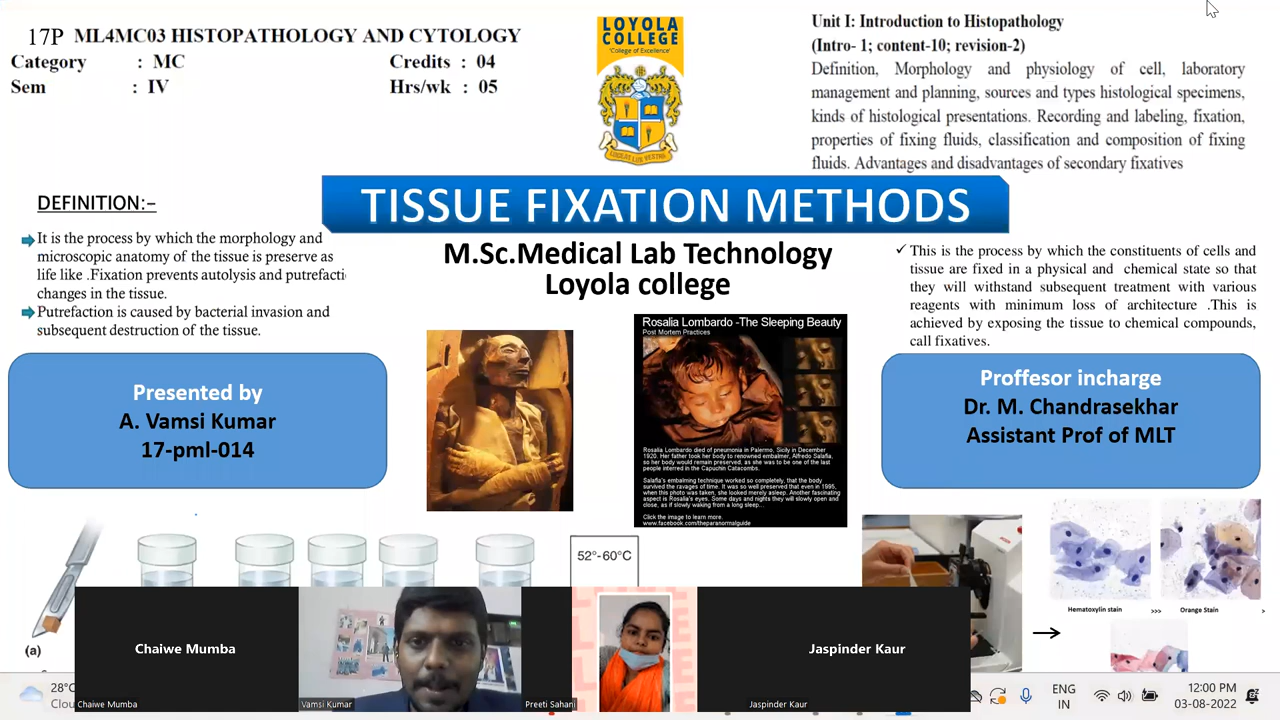 17P ML4MC03 HISTOPATHOLOGY AND CYTOLOGY
Category : MC Credits : 04
Sem : IV Hrs/wk : 05
LOYOLA
COLLEGE
'College of Excellence'
Unit I: Introduction to Histopathology
(Intro- 1; content-10; revision-2)
Definition, Morphology and physiology of cell, laboratory
management and planning, sources and types histological specimens,
kinds of histological presentations. Recording and labeling, fixation,
properties of fixing fluids, classification and composition of fixing
fluids. Advantages and disadvantages of secondary fixatives
TISSUE FIXATION METHODS
M.Sc.Medical Lab Technology
Loyola college
DEFINITION:-
It is the process by which the morphology and
microscopic anatomy of the tissue is preserve as
life like .Fixation prevents autolysis and putrefacti
changes in the tissue.
Putrefaction is caused by bacterial invasion and
subsequent destruction of the tissue.
✓ This is the process by which the constituents of cells and
tissue are fixed in a physical and chemical state so that
they will withstand subsequent treatment with various
reagents with minimum loss of architecture .This is
achieved by exposing the tissue to chemical compounds,
call fixatives.
Presented by
A. Vamsi Kumar
17-pml-014
Rosalia Lombardo -The Sleeping Beauty
Post Mortem Practices
Rosalia Lombardo died of pneumonia in Palermo, Sicily in December
1920. Her father took her body to renowned embalmer, Alfredo Salafia,
so her body would remain preserved, as she was to be one of the last
people interred in the Capuchin Catacombs.
Salafia's embalming technique worked so completely, that the body
survived the ravages of time. It was so well preserved that even in 1995,
when this photo was taken, she looked merely asleep. Another fascinating
aspect is Rosalia's eyes. Some days and nights they will slowly open and
close, as if slowly waking from a long sleep...
Click the image to learn more.
www.facebook.com/theparanormalguide
Proffesor incharge
Dr. M. Chandrasekhar
Assistant Prof of MLT
52°-60°C
(a)
Hematoxylin stain >>> Orange Stain >
Chaiwe Mumba
Jaspinder Kaur
28°C
Clou
Chaiwe Mumba
Vamsi Kumar
Preeti Sahani
Jaspinder Kaur
ENG
IN
12:00 PM
03-08-2022